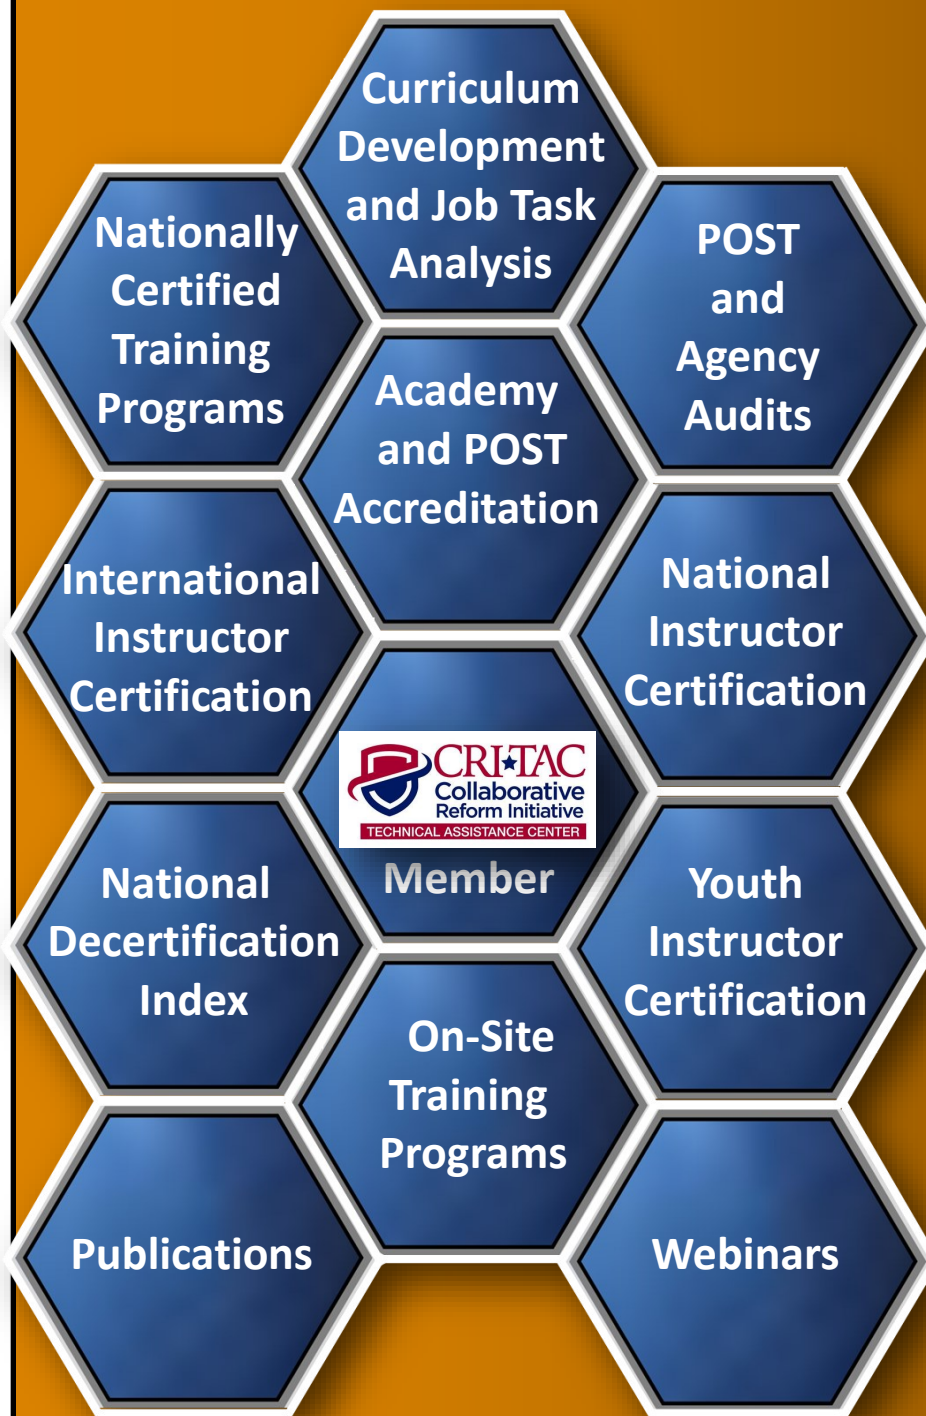 Curriculum
Development
and Job Task
Analysis
Nationally
Certified
Training
Programs
POST
and
Agency
Audits
Academy
and POST
Accreditation
International
Instructor
Certification
National
Instructor
Certification
CRI★TAC
Collaborative
Reform Initiative
TECHNICAL ASSISTANCE CENTER
Member
National
Decertification
Index
Youth
Instructor
Certification
On-Site
Training
Programs
Publications
Webinars